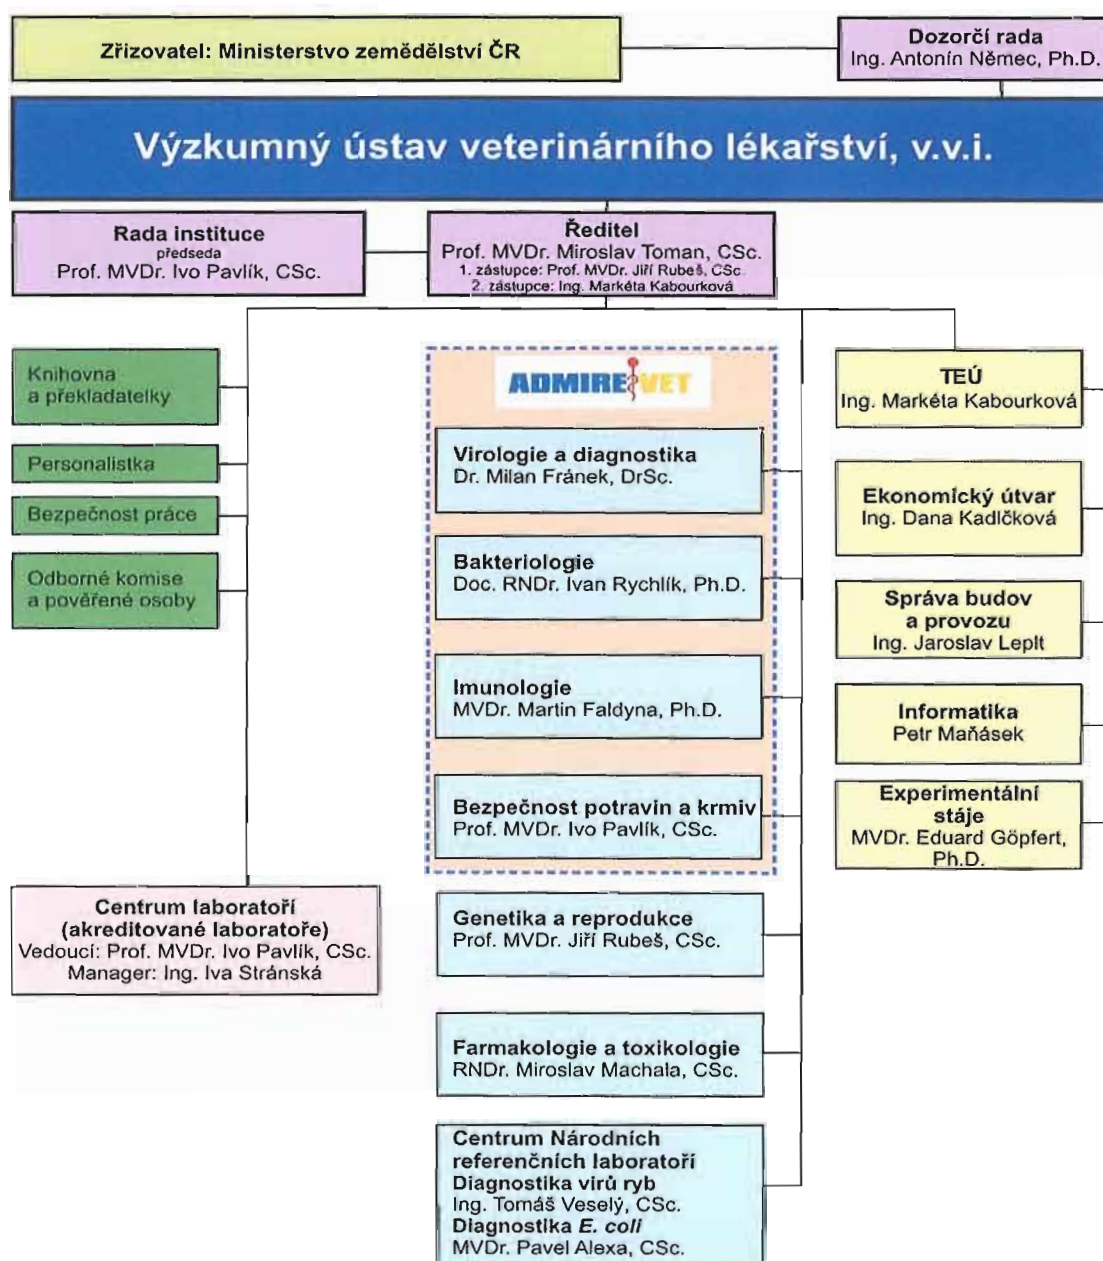 Zřizovatel: Ministerstvo zemědělství ČR
Dozorčí rada
Ing. Antonín Němec, Ph.D.
Výzkumný ústav veterinárního lékařství, v.v.i.
Rada instituce
předseda
Prof. MVDr. Ivo Pavlík, CSc.
Ředitel
Prof. MVDr. Miroslav Toman, CSc.
1. zástupce: Prof. MVDr. Jiří Rubeš, CSc.
2. zástupce: Ing. Markéta Kabourková
Knihovna
a překladatelky
Personalistka
Bezpečnost práce
Odborné komise
a pověřené osoby
Centrum laboratoří
(akreditované laboratoře)
Vedoucí: Prof. MVDr. Ivo Pavlík, CSc.
Manager: Ing. Iva Stránská
ADMIREVET
Virologie a diagnostika
Dr. Milan Fránek, DrSc.
Bakteriologie
Doc. RNDr. Ivan Rychlík, Ph.D.
Imunologie
MVDr. Martin Faldyna, Ph.D.
Bezpečnost potravin a krmiv
Prof. MVDr. Ivo Pavlík, CSc.
Genetika a reprodukce
Prof. MVDr. Jiří Rubeš, CSc.
Farmakologie a toxikologie
RNDr. Miroslav Machala, CSc.
Centrum Národních
referenčních laboratoří
Diagnostika virů ryb
Ing. Tomáš Veselý, CSc.
Diagnostika E. coli
MVDr. Pavel Alexa, CSc.
TEÚ
Ing. Markéta Kabourková
Ekonomický útvar
Ing. Dana Kadlčková
Správa budov
a provozu
Ing. Jaroslav Leplt
Informatika
Petr Maňásek
Experimentální
stáje
MVDr. Eduard Göpfert,
Ph.D.